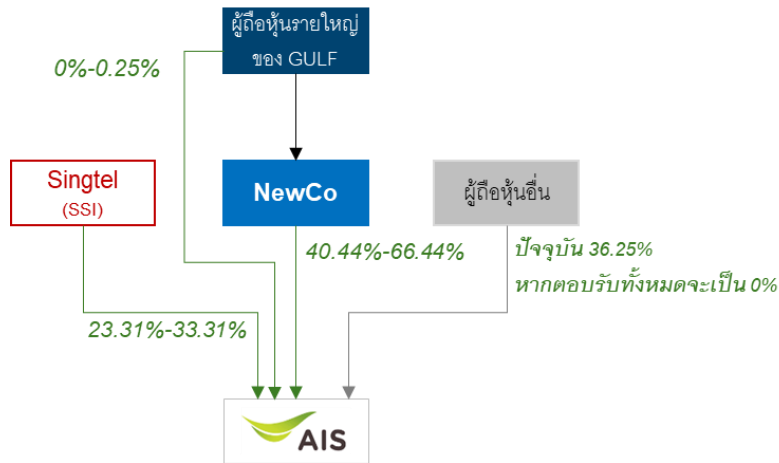 ผู้ถือหุ้นรายใหญ่
ของ GULF
0%-0.25%
Singtel
(SSI)
NewCo
ผู้ถือหุ้นอื่น
40.44%-66.44%
ปัจจุบัน 36.25%
หากตอบรับทั้งหมดจะเป็น 0%
23.31%-33.31%
AIS